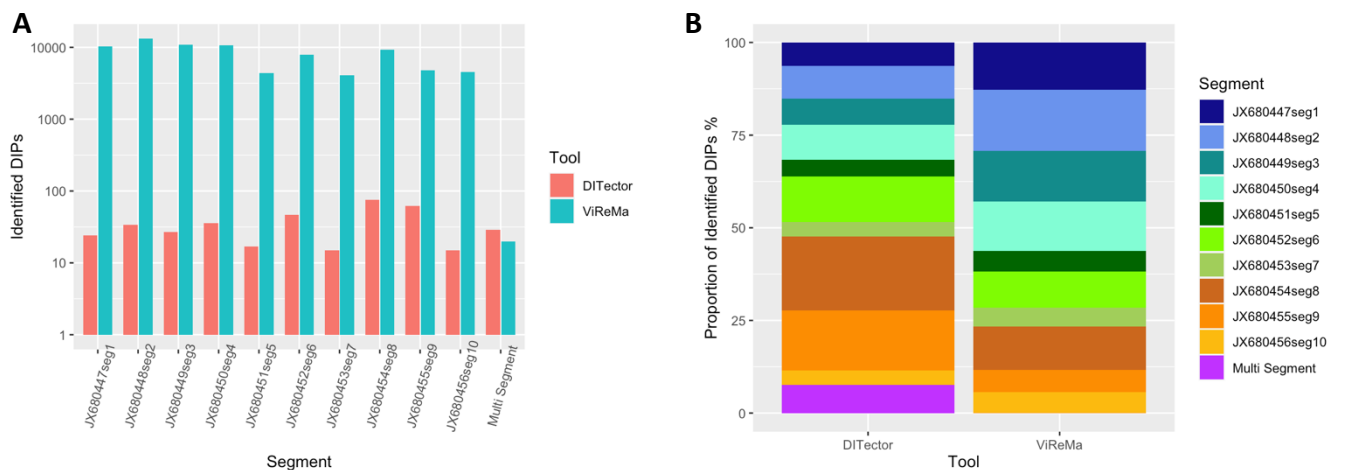 A
Identified DIPs
10000
1000
100
10
1
JX680447seg1
JX680448seg2
JX680449seg3
JX680450seg4
JX680451seg5
JX680452seg6
JX680453seg7
JX680454seg8
JX680455seg9
JX680456seg10
Multi Segment
Segment
Tool
DITector
ViReMa
B
Proportion of Identified DIPs %
100
75
50
25
0
DITector
ViReMa
Tool
Segment
JX680447seg1
JX680448seg2
JX680449seg3
JX680450seg4
JX680451seg5
JX680452seg6
JX680453seg7
JX680454seg8
JX680455seg9
JX680456seg10
Multi Segment